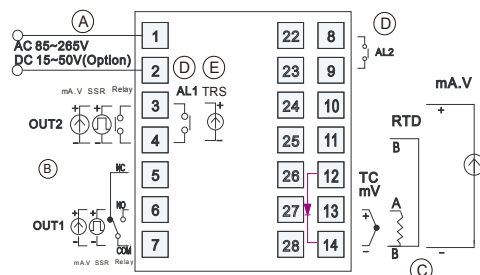 A
AC 85~265V
DC 15~50V(Option)
mA.V SSR Relay
OUT2
D
E
AL1 TRS
B
NC
NO
COM
OUT1
mA.V SSR Relay
1
2
3
4
5
6
7
22 8
23 9
24 10
25 11
26 12
27 13
28 14
D
AL2
mA.V
RTD
B
TC
mV
A
B
C
+
-